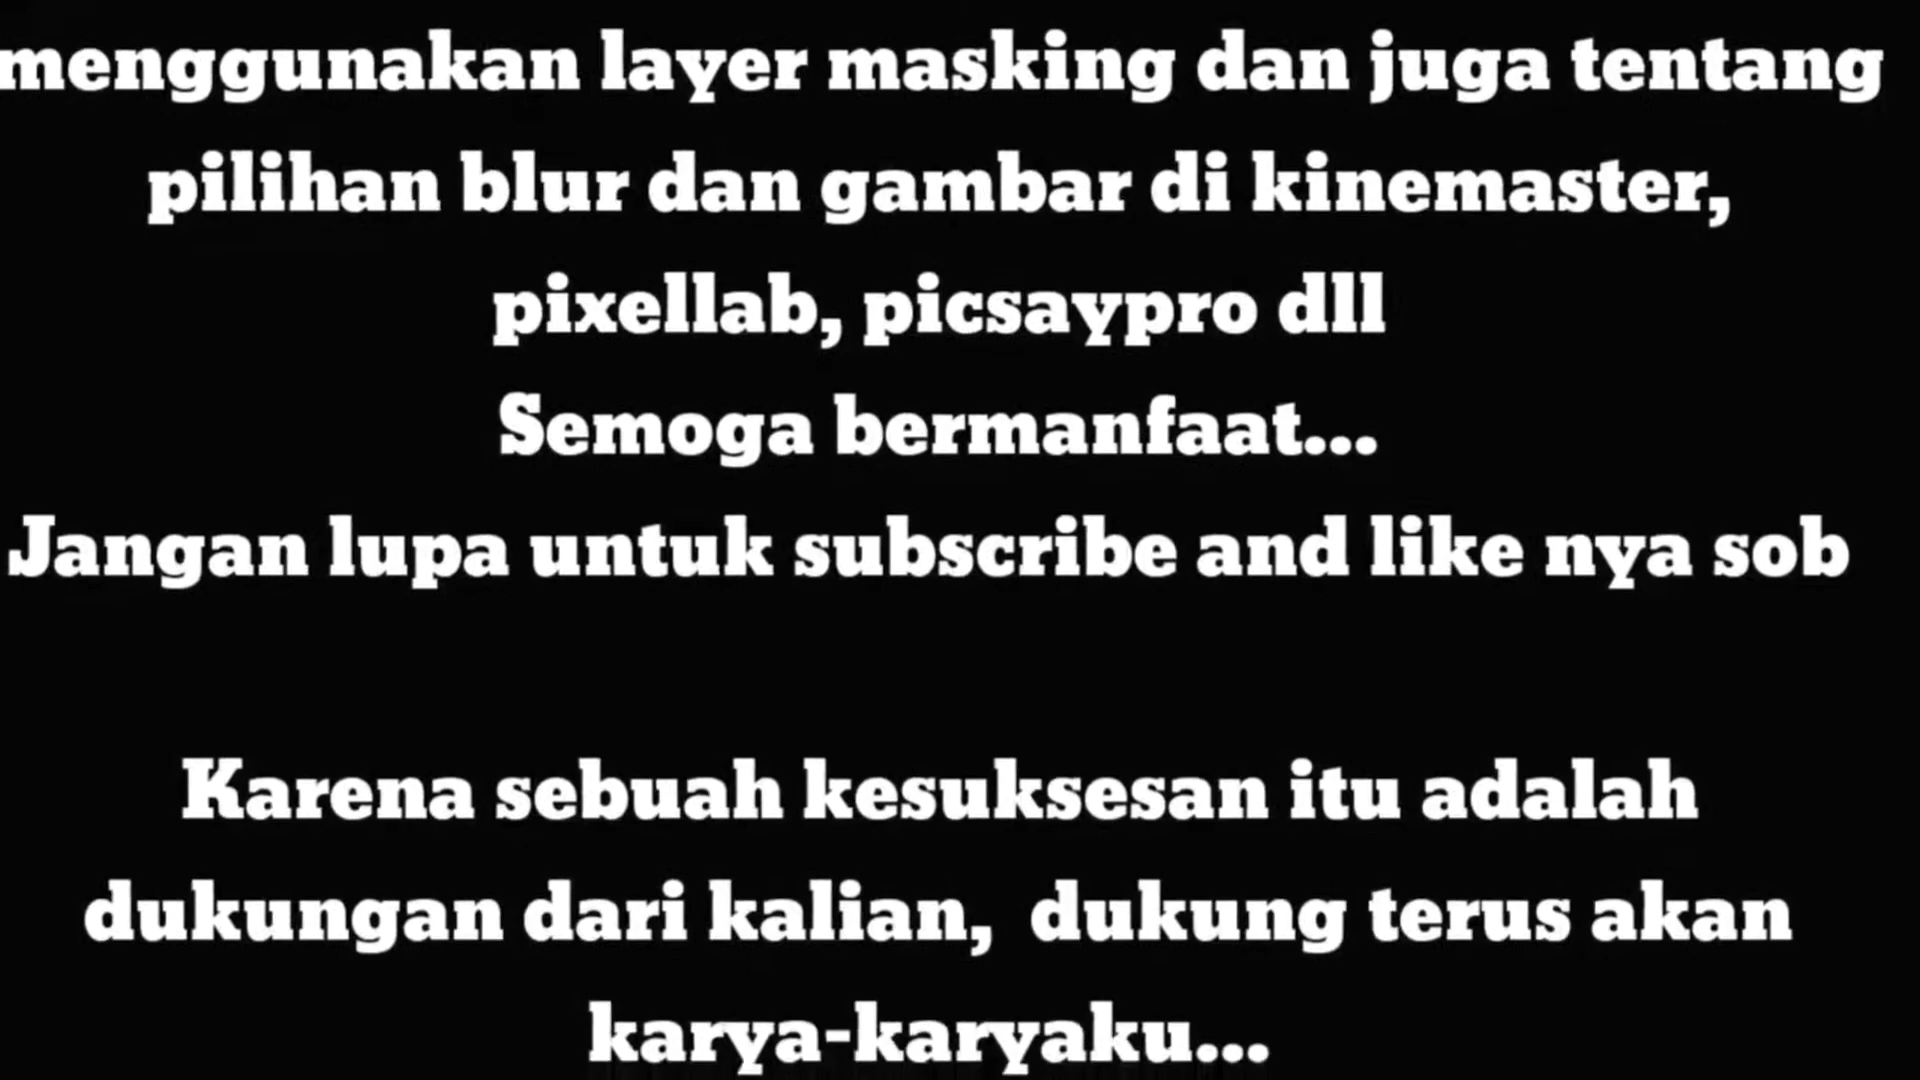 menggunakan layer masking dan juga tentang
pilihan blur dan gambar di kinemaster,
pixellab, picsaypro dll
Semoga bermanfaat...
Jangan lupa untuk subscribe and like nya sob
Karena sebuah kesuksesan itu adalah
dukungan dari kalian,  dukung terus akan
karya-karyaku...